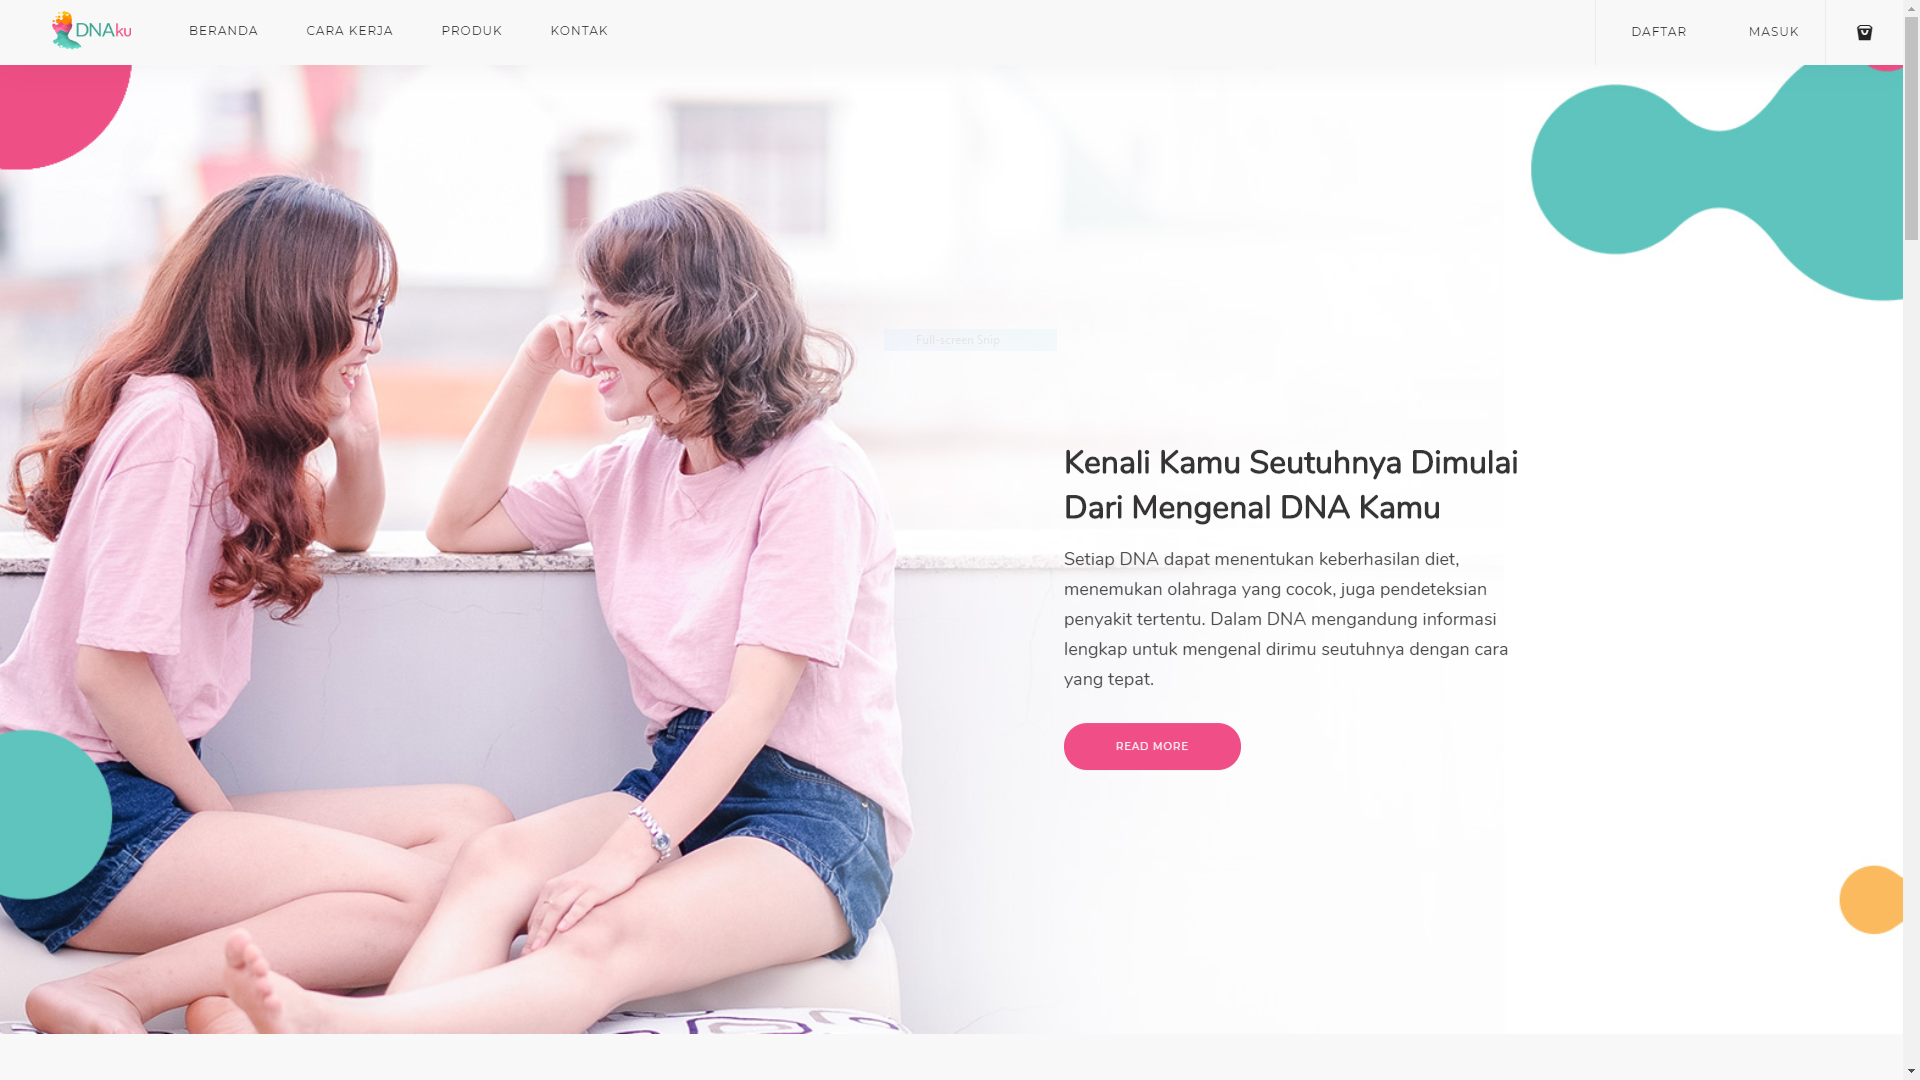 DNAku
BERANDA
CARA KERJA
PRODUK
KONTAK
DAFTAR
MASUK
Full-screen Snip
Kenali Kamu Seutuhnya Dimulai
Dari Mengenal DNA Kamu
Setiap DNA dapat menentukan keberhasilan diet,
menemukan olahraga yang cocok, juga pendeteksian
penyakit tertentu. Dalam DNA mengandung informasi
lengkap untuk mengenal dirimu seutuhnya dengan cara
yang tepat.
READ MORE